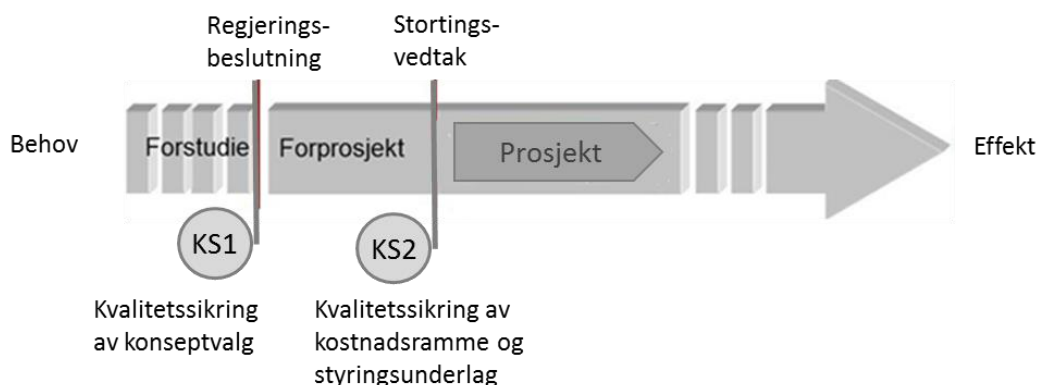 Regjerings-
beslutning
Stortings-
vedtak
Behov
Forstudie
Forprosjekt
Prosjekt
Effekt
KS1
KS2
Kvalitetssikring
av konseptvalg
Kvalitetssikring av
kostnadsramme og
styringsunderlag